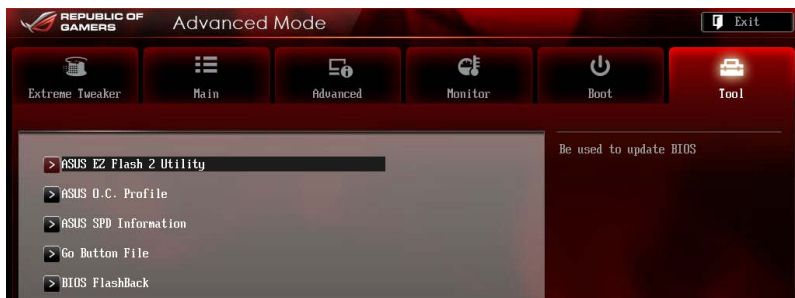 REPUBLIC OF
GAMERS
Advanced Mode
Exit
Extreme Tweaker
Main
Advanced
Monitor
Boot
Tool
ASUS EZ Flash 2 Utility
ASUS O.C. Profile
ASUS SPD Information
Go Button File
BIOS FlashBack
Be used to update BIOS